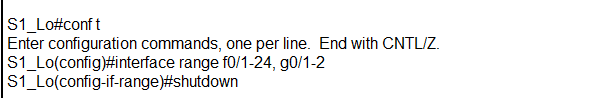 S1_Lo#conf t
Enter configuration commands, one per line.  End with CNTL/Z.
S1_Lo(config)#interface range f0/1-24, g0/1-2
S1_Lo(config-if-range)#shutdown